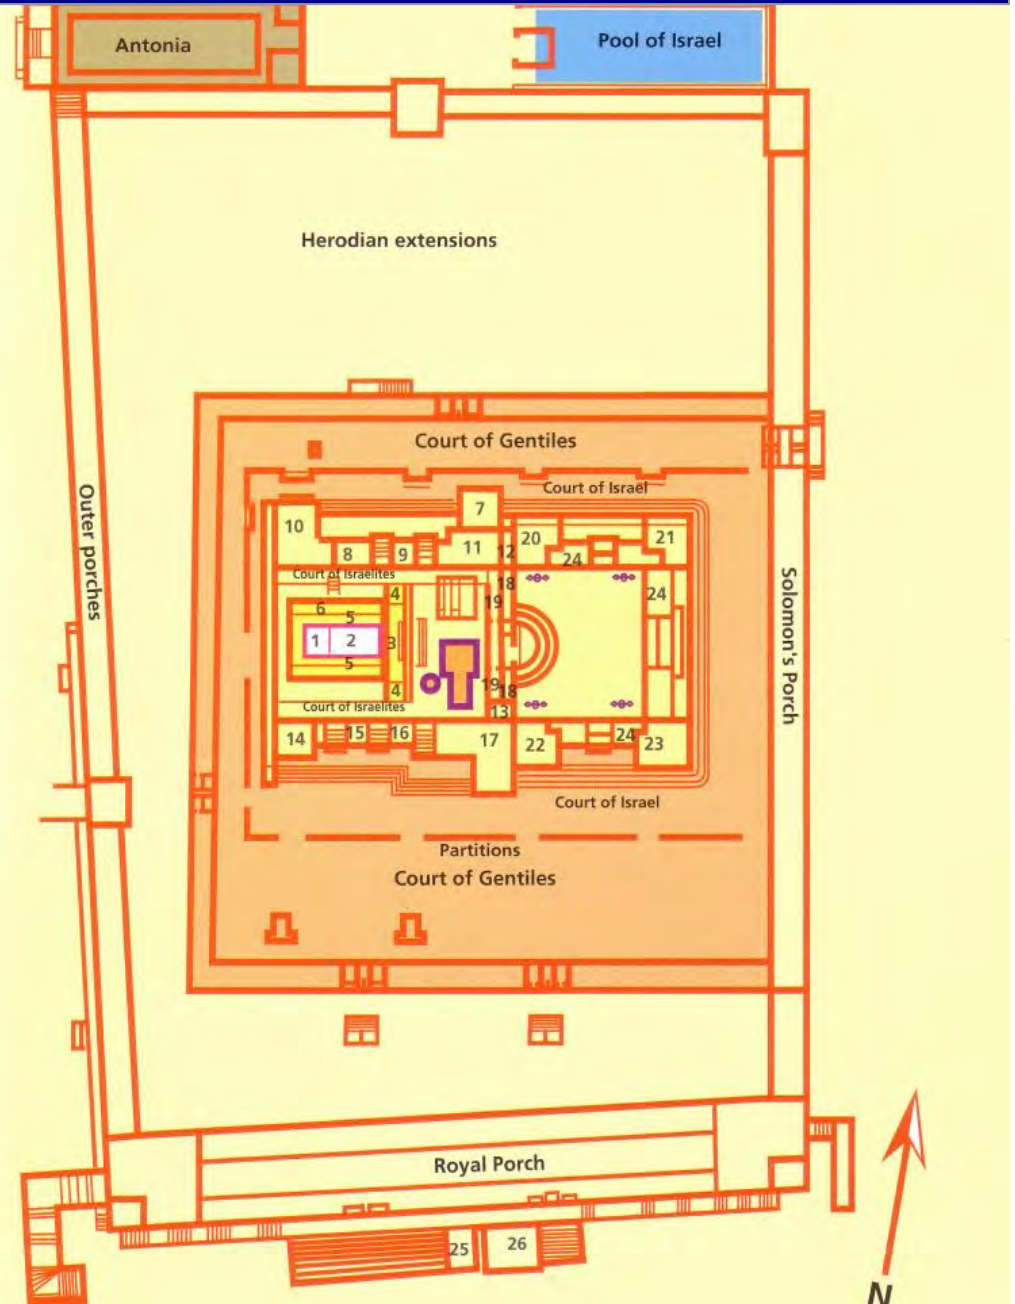 Antonia
Pool of Israel
Herodian extensions
Court of Gentiles
Court of Israel
7
10
20
21
8
9
11
12
24
Court of Israelites
18
4
24
19
6
5
1
2
3
5
4
19
18
Court of Israelites
13
14
15
16
17
22
24
23
Court of Israel
Outer porches
Solomon's Porch
Partitions
Court of Gentiles
Royal Porch
25
26
N